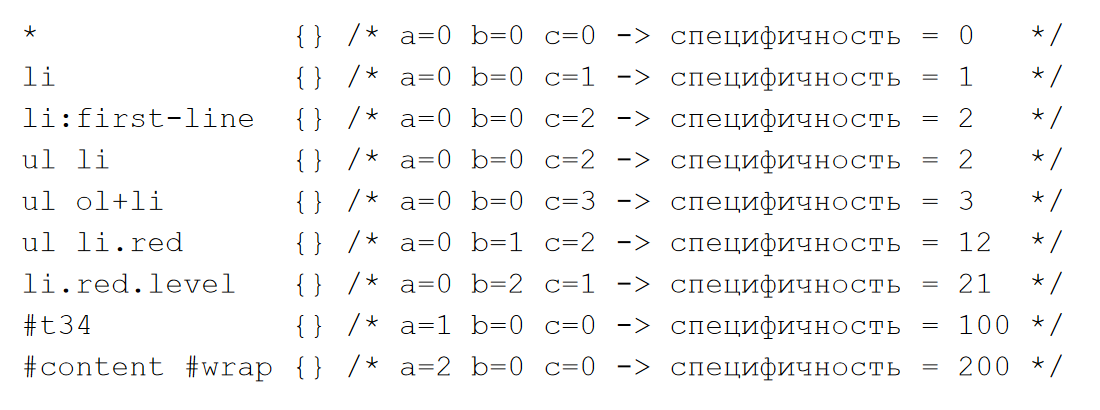 *               {} /* a=0 b=0 c=0 -> специфичность = 0   */
li              {} /* a=0 b=0 c=1 -> специфичность = 1   */
li:first-line   {} /* a=0 b=0 c=2 -> специфичность = 2   */
ul li           {} /* a=0 b=0 c=2 -> специфичность = 2   */
ul ol+li        {} /* a=0 b=0 c=3 -> специфичность = 3   */
ul li.red       {} /* a=0 b=1 c=2 -> специфичность = 12  */
li.red.level    {} /* a=0 b=2 c=1 -> специфичность = 21  */
#t34            {} /* a=1 b=0 c=0 -> специфичность = 100 */
#content #wrap  {} /* a=2 b=0 c=0 -> специфичность = 200 */